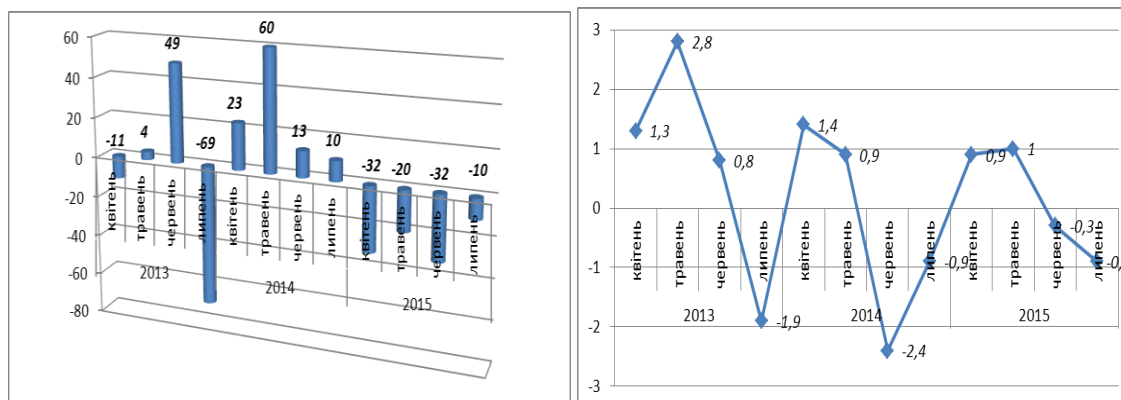 60
40
20
0
-20
-40
-60
-80
-11
4
49
-69
23
60
13
10
-32
-20
-32
-10
квітень
травень
червень
липень
квітень
травень
червень
липень
квітень
травень
червень
липень
2013
2014
2015
3
2
1
0
-1
-2
-3
1,3
2,8
0,8
-1,9
1,4
0,9
-2,4
-0,9
0,9
1
-0,3
квітень
травень
червень
липень
квітень
травень
червень
липень
квітень
травень
червень
липень
2013
2014
2015